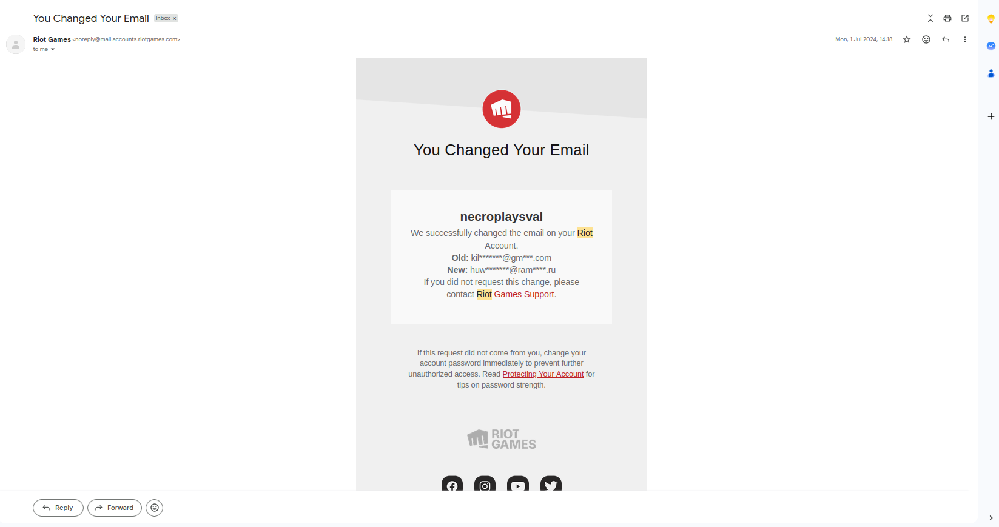 You Changed Your Email Inbox ×
Riot Games <noreply@mail.accounts.riotgames.com>
Mon, 1 Jul 2024, 14:18
to me
You Changed Your Email
necroplaysval
We successfully changed the email on your Riot
Account.
Old: kil*******@gm***.com
New: huw*******@ram****.ru
If you did not request this change, please
contact Riot Games Support.
If this request did not come from you, change your
account password immediately to prevent further
unauthorized access. Read Protecting Your Account for
tips on password strength.
RIOT
GAMES
Reply
Forward